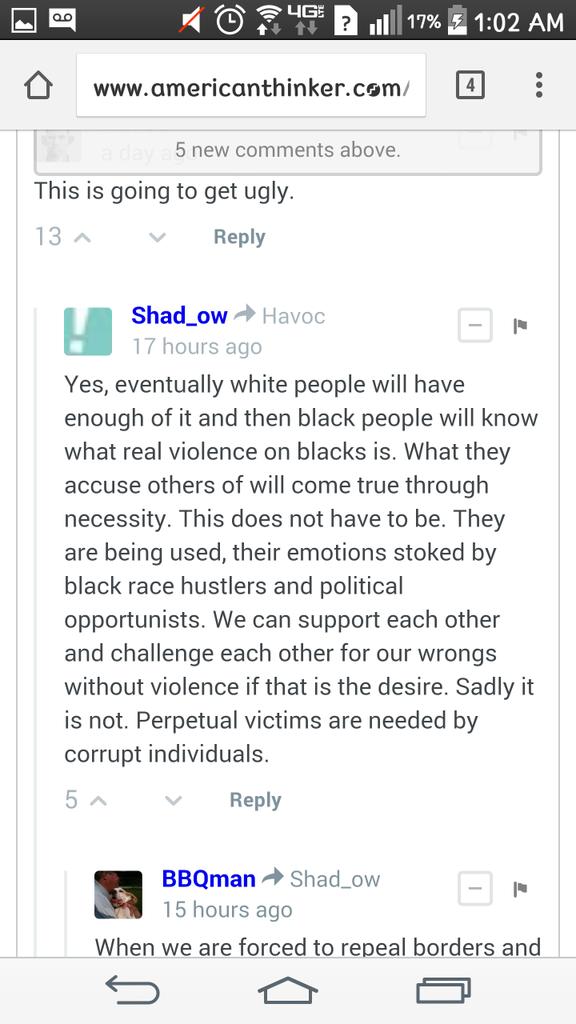 4G LTE ? 17% 1:02 AM
www.americanthinker.com/
4
a day ago
5 new comments above.
This is going to get ugly.
13 Reply
Shad_ow Havoc
17 hours ago
Yes, eventually white people will have
enough of it and then black people will know
what real violence on blacks is. What they
accuse others of will come true through
necessity. This does not have to be. They
are being used, their emotions stoked by
black race hustlers and political
opportunists. We can support each other
and challenge each other for our wrongs
without violence if that is the desire. Sadly it
is not. Perpetual victims are needed by
corrupt individuals.
5 Reply
BBQman Shad_ow
15 hours ago
When we are forced to repeal borders and